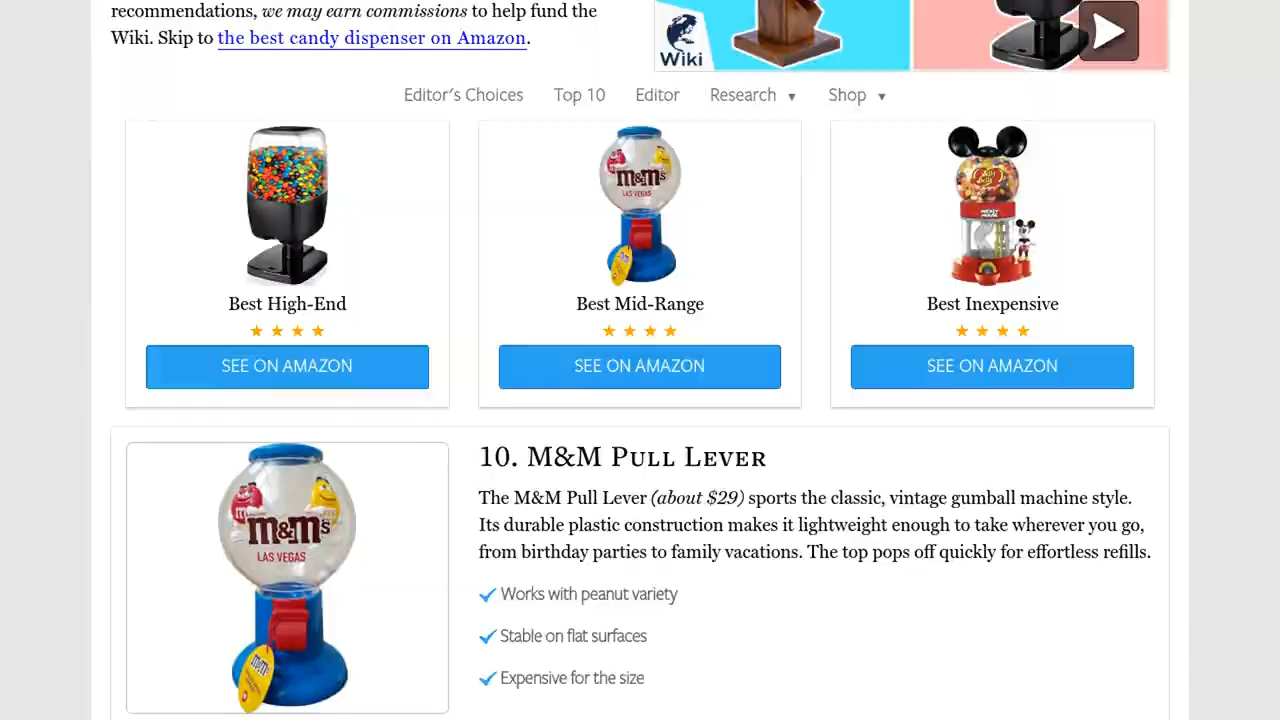 recommendations, we may earn commissions to help fund the
Wiki. Skip to the best candy dispenser on Amazon.
Wiki
Editor's Choices Top 10 Editor Research ▼ Shop ▼
m&m's
LAS VEGAS
Jelly Belly
MICKEY MOUSE
Best High-End
Best Mid-Range
Best Inexpensive
★ ★ ★ ★
★ ★ ★ ★
★ ★ ★ ★
SEE ON AMAZON
SEE ON AMAZON
SEE ON AMAZON
m&m's
LAS VEGAS
m&m's
10. M&M Pull Lever
The M&M Pull Lever (about $29) sports the classic, vintage gumball machine style.
Its durable plastic construction makes it lightweight enough to take wherever you go,
from birthday parties to family vacations. The top pops off quickly for effortless refills.
Works with peanut variety
Stable on flat surfaces
Expensive for the size